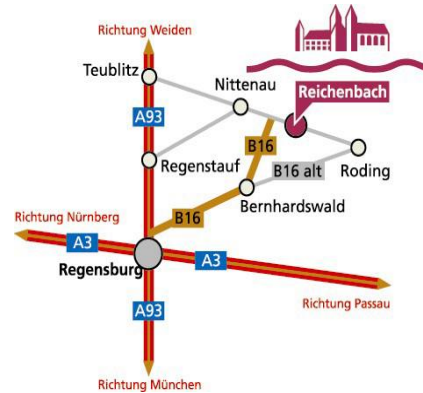 Richtung Weiden
Teublitz
Nittenau
Reichenbach
A93
B16
Regenstauf
B16 alt
Roding
Bernhardswald
Richtung Nürnberg
B16
A3
A3
Regensburg
Richtung Passau
A93
Richtung München